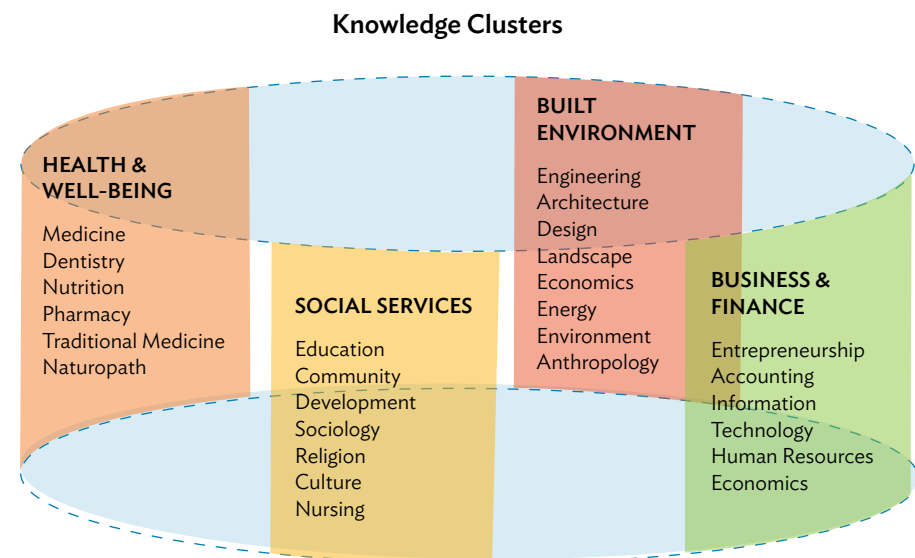 Knowledge Clusters
HEALTH &
WELL-BEING
Medicine
Dentistry
Nutrition
Pharmacy
Traditional Medicine
Naturopath
SOCIAL SERVICES
Education
Community
Development
Sociology
Religion
Culture
Nursing
BUILT
ENVIRONMENT
Engineering
Architecture
Design
Landscape
Economics
Energy
Environment
Anthropology
BUSINESS &
FINANCE
Entrepreneurship
Accounting
Information
Technology
Human Resources
Economics